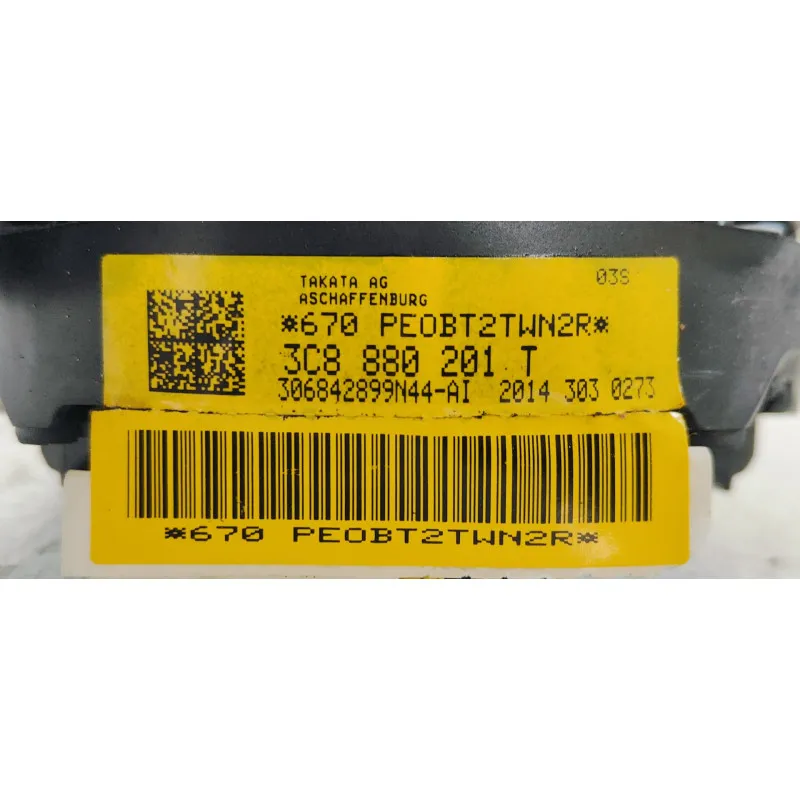 TAKATA AG 03S
ASCHAFFENBURG
*670 PEOBT2TWN2R*
3C8 880 201 T
306842899N44-AI 2014 303 0273
*670 PEOBT2TWN2R*